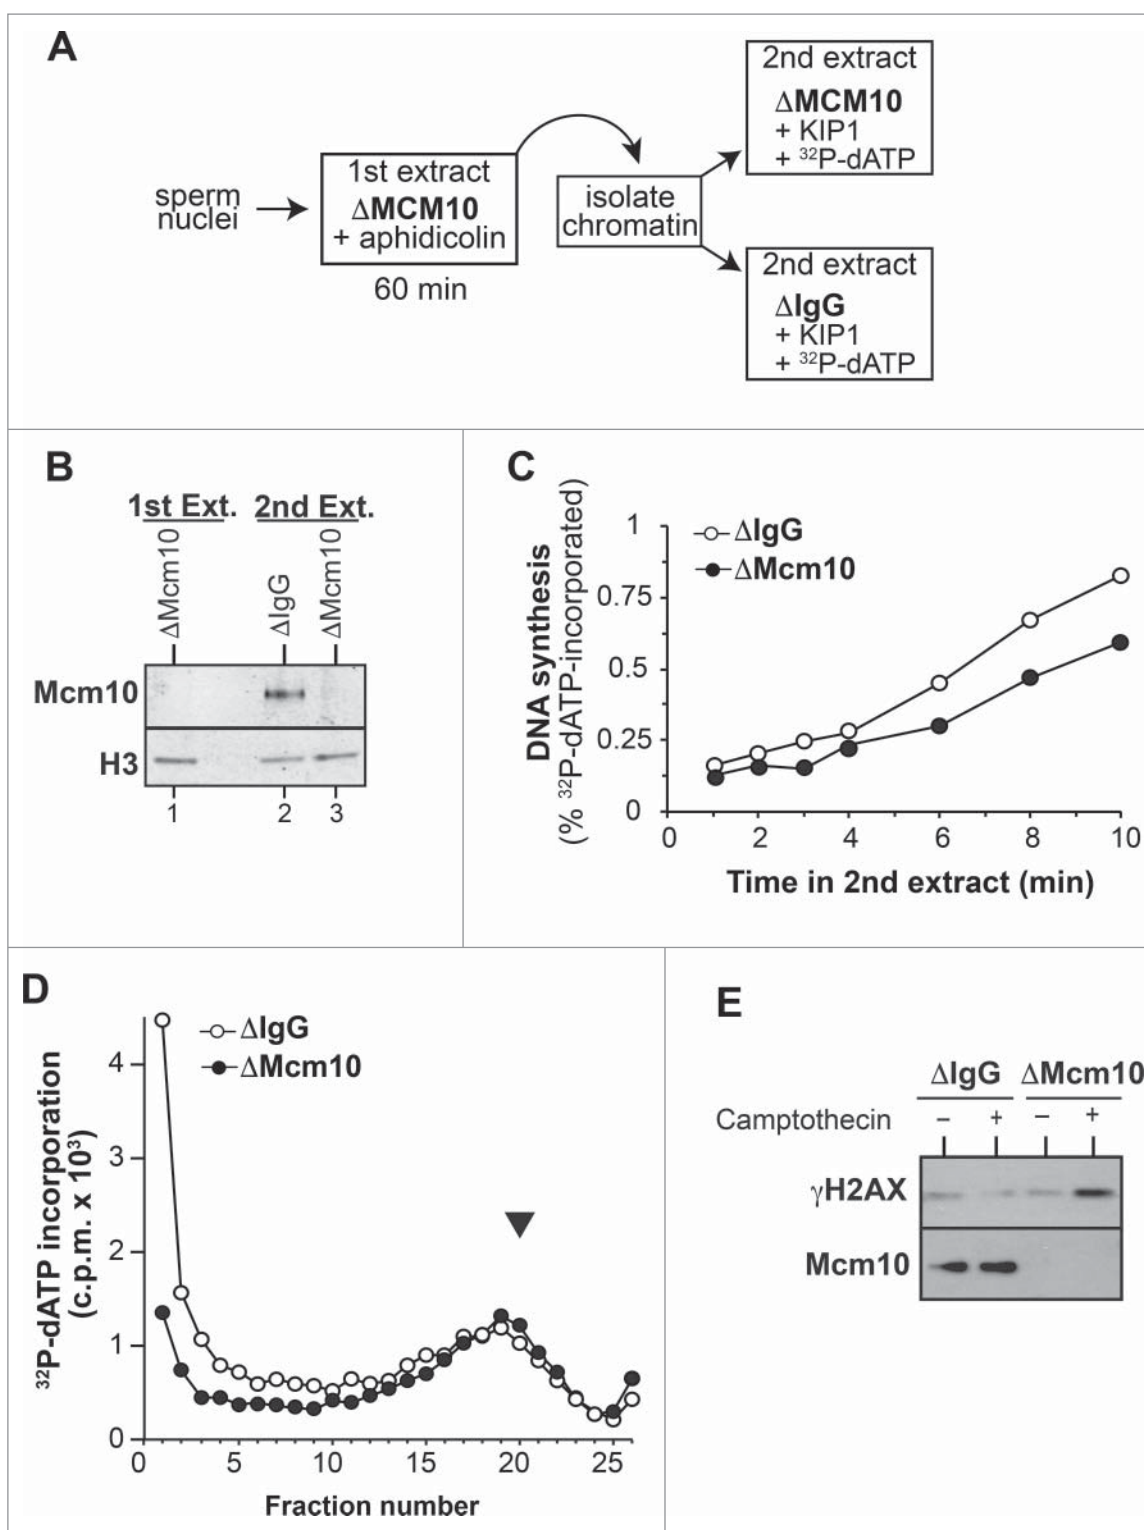 A
sperm
nuclei
1st extract
ΔMCM10
+ aphidicolin
60 min
isolate
chromatin
2nd extract
ΔMCM10
+ KIP1
+ ³²P-dATP
2nd extract
ΔIgG
+ KIP1
+ ³²P-dATP
B
1st Ext. 2nd Ext.
ΔMcm10 ΔIgG ΔMcm10
Mcm10
H3
1 2 3
C
DNA synthesis
(% ³²P-dATP-incorporated)
ΔIgG
ΔMcm10
1
0.75
0.5
0.25
0
0 2 4 6 8 10
Time in 2nd extract (min)
D
³²P-dATP incorporation
(c.p.m. x 10³)
ΔIgG
ΔMcm10
4
3
2
1
0
0 5 10 15 20 25
Fraction number
E
ΔIgG ΔMcm10
Camptothecin – + – +
γH2AX
Mcm10